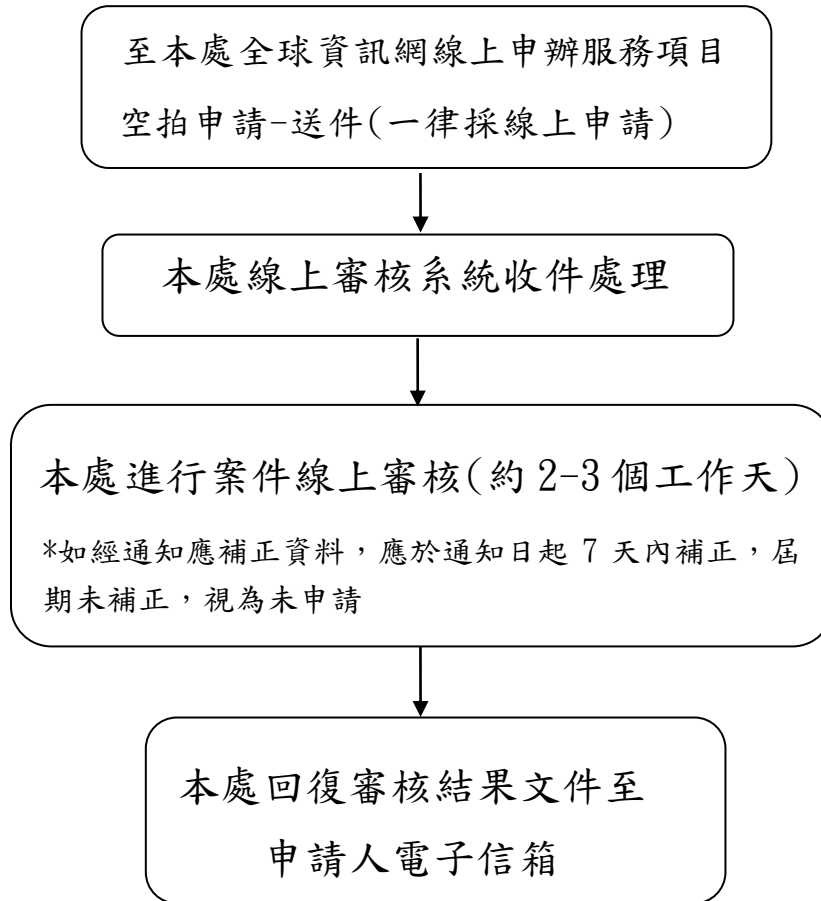 至本處全球資訊網線上申辦服務項目
空拍申請-送件(一律採線上申請)
本處線上審核系統收件處理
本處進行案件線上審核(約 2-3 個工作天)
*如經通知應補正資料，應於通知日起 7 天內補正，屆
期未補正，視為未申請
本處回復審核結果文件至
申請人電子信箱